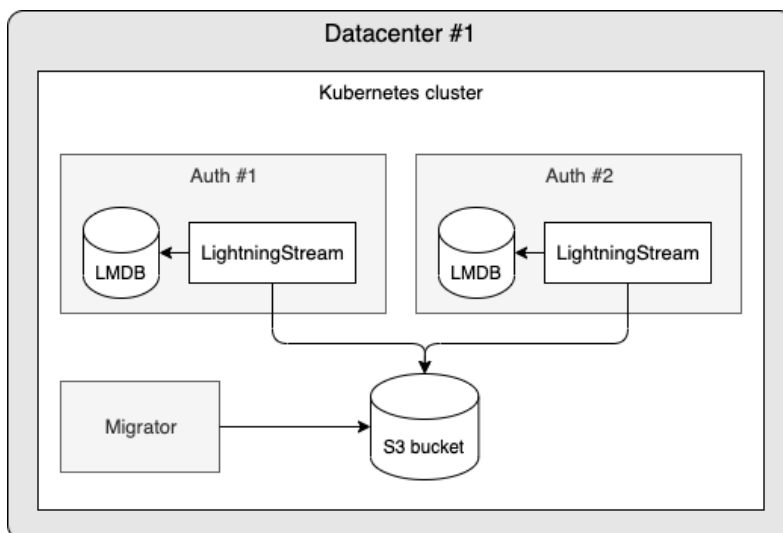 Datacenter #1
Kubernetes cluster
Auth #1
Auth #2
LMDB
LightningStream
LMDB
LightningStream
Migrator
S3 bucket